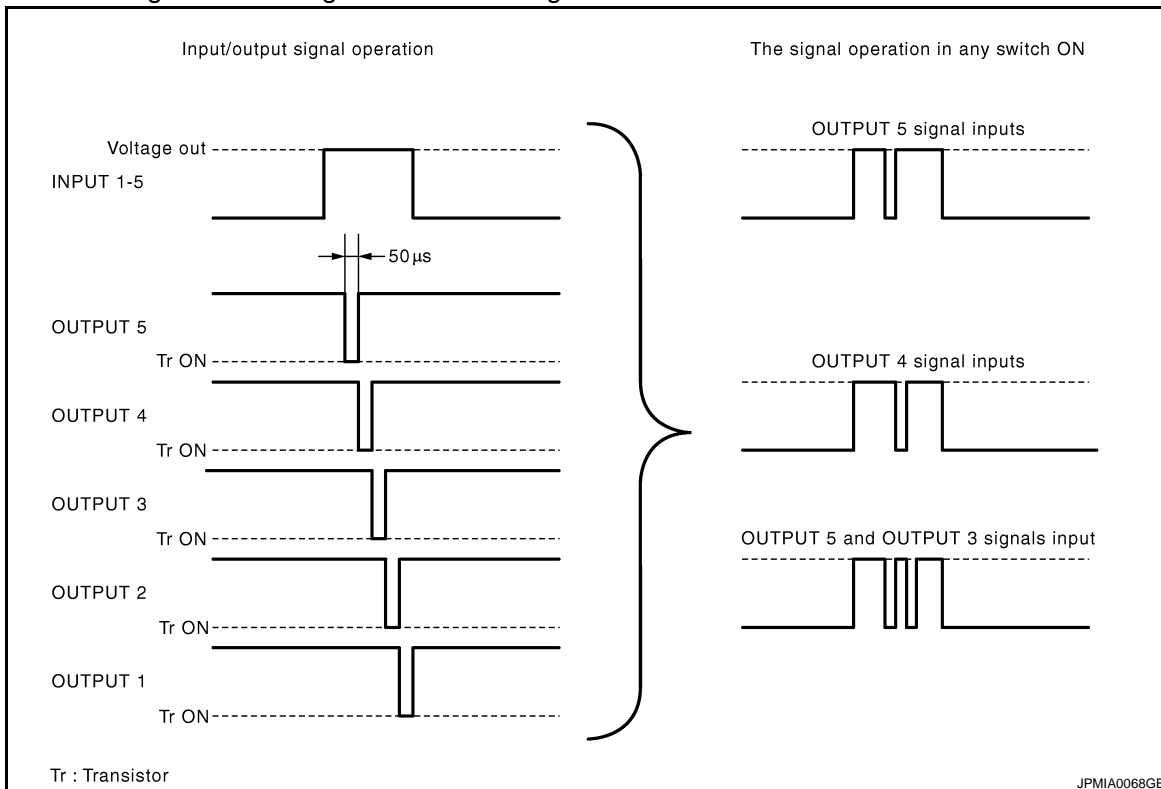 Input/output signal operation
The signal operation in any switch ON
Voltage out
INPUT 1-5
50 µs
OUTPUT 5
Tr ON
OUTPUT 4
Tr ON
OUTPUT 3
Tr ON
OUTPUT 2
Tr ON
OUTPUT 1
Tr ON
OUTPUT 5 signal inputs
OUTPUT 4 signal inputs
OUTPUT 5 and OUTPUT 3 signals input
Tr : Transistor
JPMIA0068GB